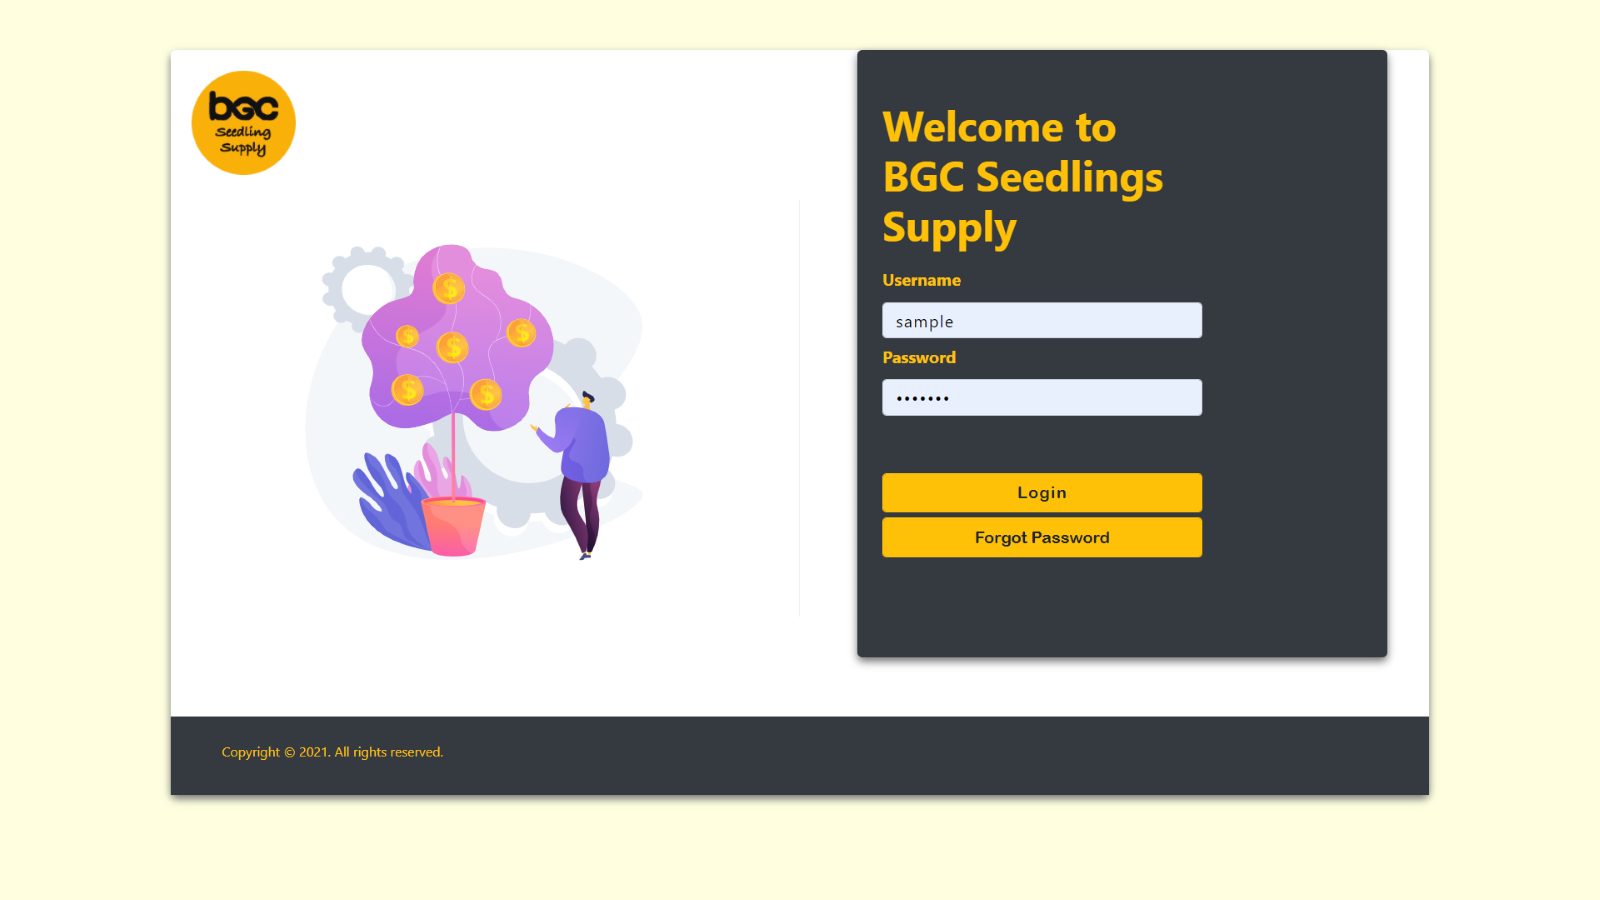 bGC
Seedling
Supply
Welcome to
BGC Seedlings
Supply
Username
sample
Password
•••••••
Login
Forgot Password
$
$
$
$
$
$
Copyright © 2021. All rights reserved.